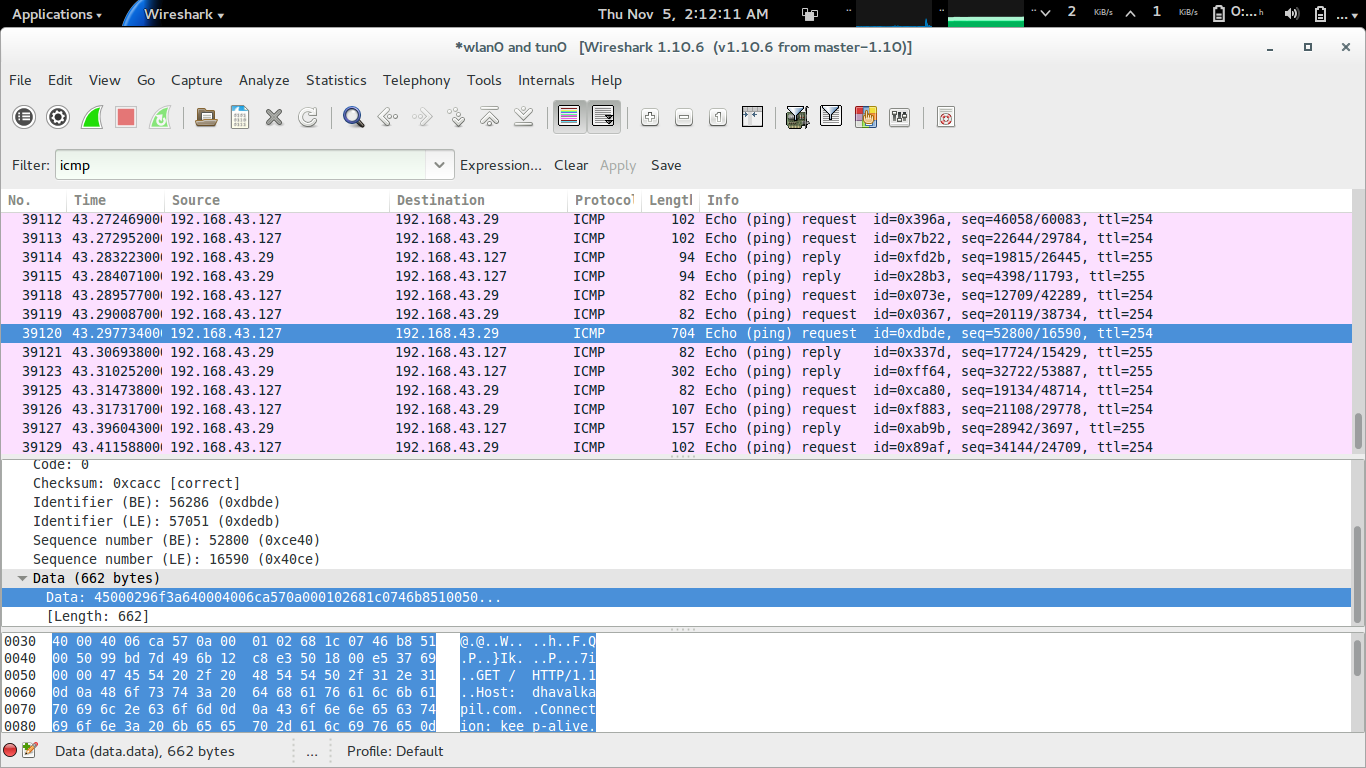 Applications Wireshark Thu Nov 5, 2:12:11 AM 2 KiB/s 1 KiB/s 0:... h ...
*wlan0 and tun0 [Wireshark 1.10.6 (v1.10.6 from master-1.10)]
File Edit View Go Capture Analyze Statistics Telephony Tools Internals Help
Filter: icmp Expression... Clear Apply Save
No. Time Source Destination Protocol Length Info
39112 43.272469000 192.168.43.127 192.168.43.29 ICMP 102 Echo (ping) request id=0x396a, seq=46058/60083, ttl=254
39113 43.272952000 192.168.43.127 192.168.43.29 ICMP 102 Echo (ping) request id=0x7b22, seq=22644/29784, ttl=254
39114 43.283223000 192.168.43.29 192.168.43.127 ICMP 94 Echo (ping) reply id=0xfd2b, seq=19815/26445, ttl=255
39115 43.284071000 192.168.43.29 192.168.43.127 ICMP 94 Echo (ping) reply id=0x28b3, seq=4398/11793, ttl=255
39118 43.289577000 192.168.43.127 192.168.43.29 ICMP 82 Echo (ping) request id=0x073e, seq=12709/42289, ttl=254
39119 43.290087000 192.168.43.127 192.168.43.29 ICMP 82 Echo (ping) request id=0x0367, seq=20119/38734, ttl=254
39120 43.297734000 192.168.43.127 192.168.43.29 ICMP 704 Echo (ping) request id=0xdbde, seq=52800/16590, ttl=254
39121 43.306938000 192.168.43.29 192.168.43.127 ICMP 82 Echo (ping) reply id=0x337d, seq=17724/15429, ttl=255
39123 43.310252000 192.168.43.29 192.168.43.127 ICMP 302 Echo (ping) reply id=0xff64, seq=32722/53887, ttl=255
39125 43.314738000 192.168.43.127 192.168.43.29 ICMP 82 Echo (ping) request id=0xca80, seq=19134/48714, ttl=254
39126 43.317317000 192.168.43.127 192.168.43.29 ICMP 107 Echo (ping) request id=0xf883, seq=21108/29778, ttl=254
39127 43.396043000 192.168.43.29 192.168.43.127 ICMP 157 Echo (ping) reply id=0xab9b, seq=28942/3697, ttl=255
39129 43.411588000 192.168.43.127 192.168.43.29 ICMP 102 Echo (ping) request id=0x89af, seq=34144/24709, ttl=254
Code: 0
Checksum: 0xcacc [correct]
Identifier (BE): 56286 (0xdbde)
Identifier (LE): 57051 (0xdedb)
Sequence number (BE): 52800 (0xce40)
Sequence number (LE): 16590 (0x40ce)
Data (662 bytes)
Data: 45000296f3a640004006ca570a000102681c0746b8510050...
[Length: 662]
0030 40 00 40 06 ca 57 0a 00 01 02 68 1c 07 46 b8 51 @.@..W.. ..h..F.Q
0040 00 50 99 bd 7d 49 6b 12 c8 e3 50 18 00 e5 37 69 .P..}Ik. ..P...7i
0050 00 00 47 45 54 20 2f 20 48 54 54 50 2f 31 2e 31 ..GET / HTTP/1.1
0060 0d 0a 48 6f 73 74 3a 20 64 68 61 76 61 6c 6b 61 ..Host: dhavalka
0070 70 69 6c 2e 63 6f 6d 0d 0a 43 6f 6e 6e 65 63 74 pil.com. .Connect
0080 69 6f 6e 3a 20 6b 65 65 70 2d 61 6c 69 76 65 0d ion: kee p-alive.
Data (data.data), 662 bytes ... Profile: Default